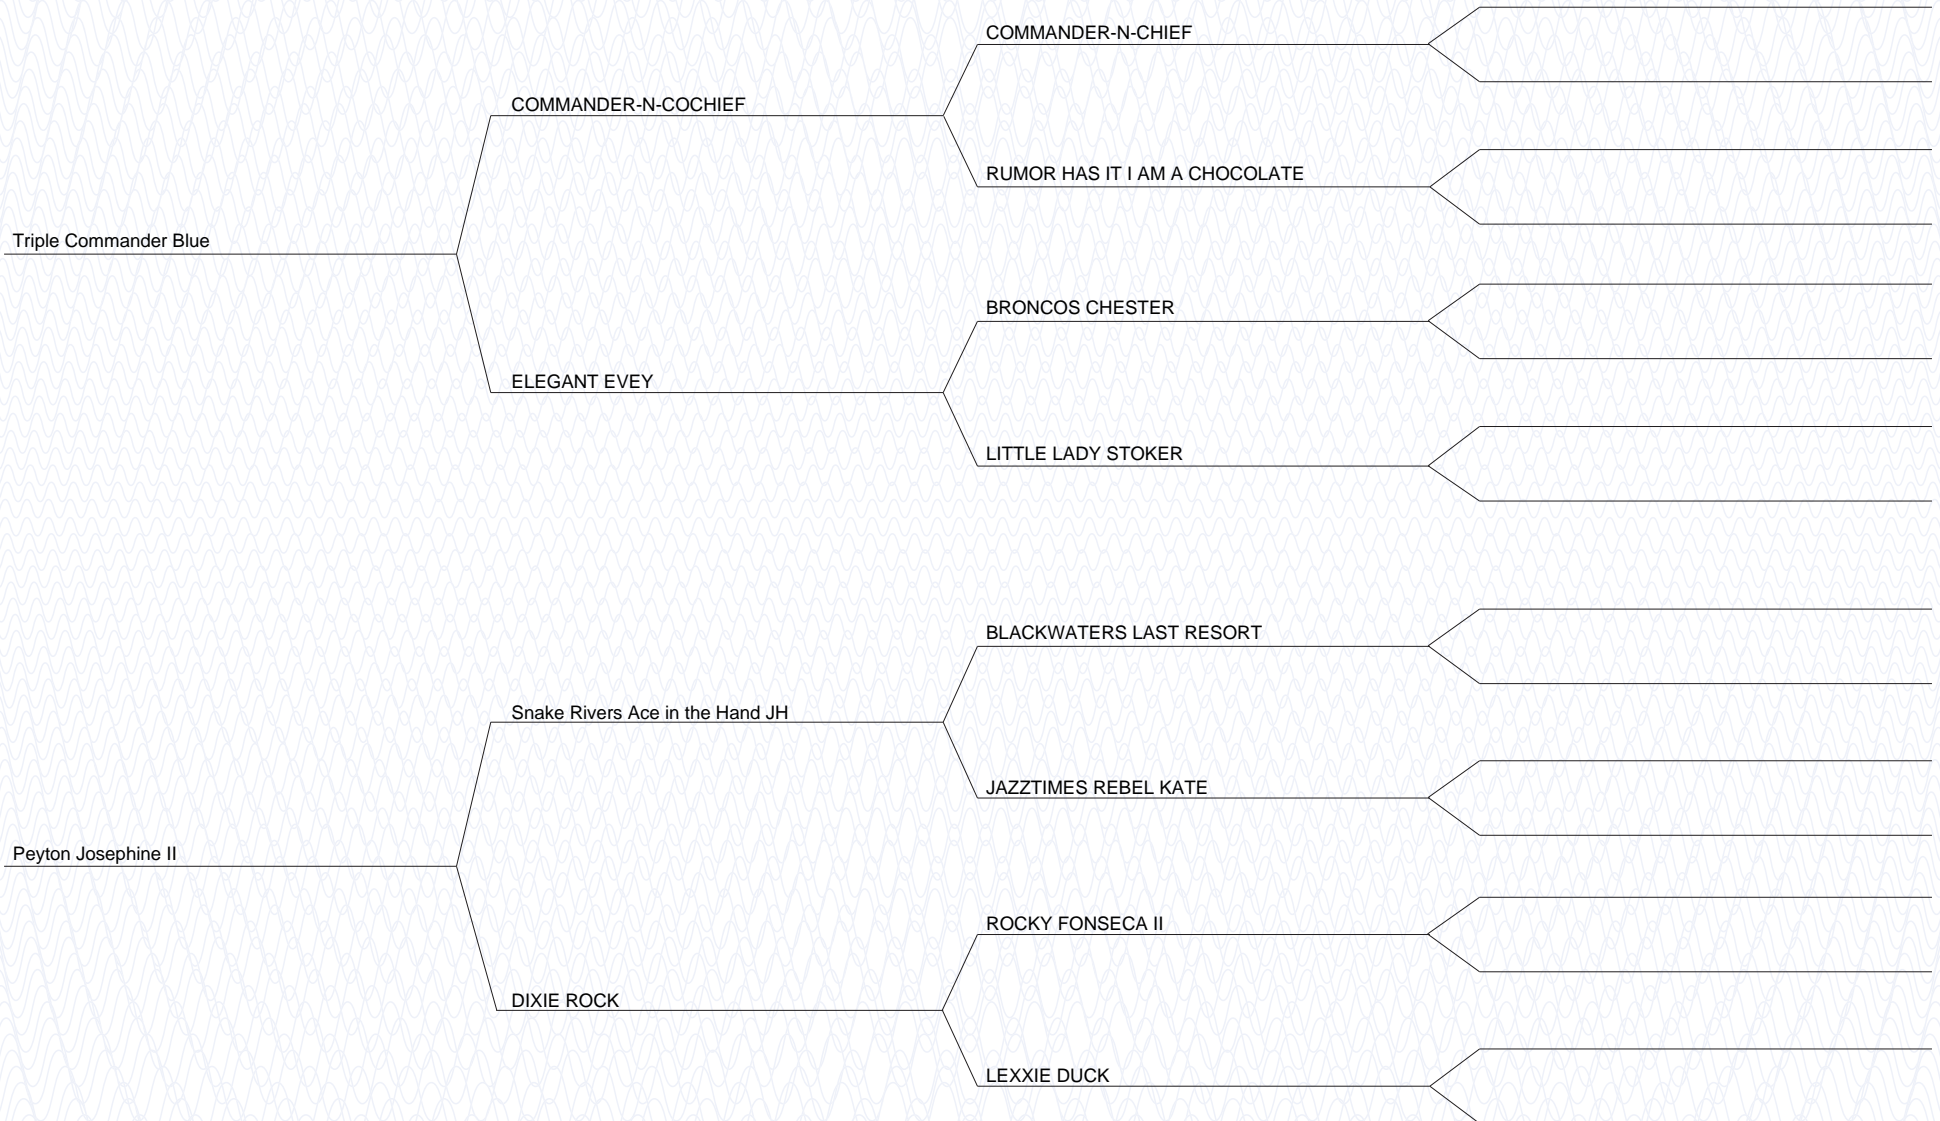 COMMANDER-N-CHIEF
COMMANDER-N-COCHIEF
RUMOR HAS IT I AM A CHOCOLATE
Triple Commander Blue
BRONCOS CHESTER
ELEGANT EVEY
LITTLE LADY STOKER
BLACKWATERS LAST RESORT
Snake Rivers Ace in the Hand JH
JAZZTIMES REBEL KATE
Peyton Josephine II
ROCKY FONSECA II
DIXIE ROCK
LEXXIE DUCK